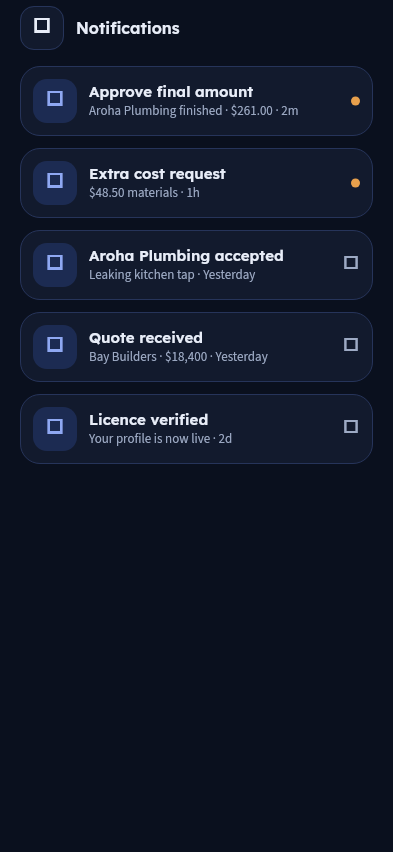 Notifications
Approve final amount
Aroha Plumbing finished · $261.00 · 2m
Extra cost request
$48.50 materials · 1h
Aroha Plumbing accepted
Leaking kitchen tap · Yesterday
Quote received
Bay Builders · $18,400 · Yesterday
Licence verified
Your profile is now live · 2d